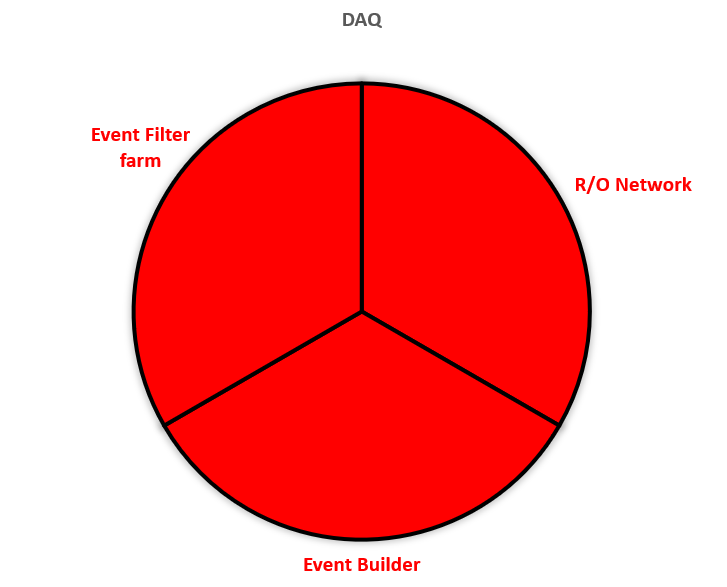 DAQ
Event Filter
farm
R/O Network
Event Builder